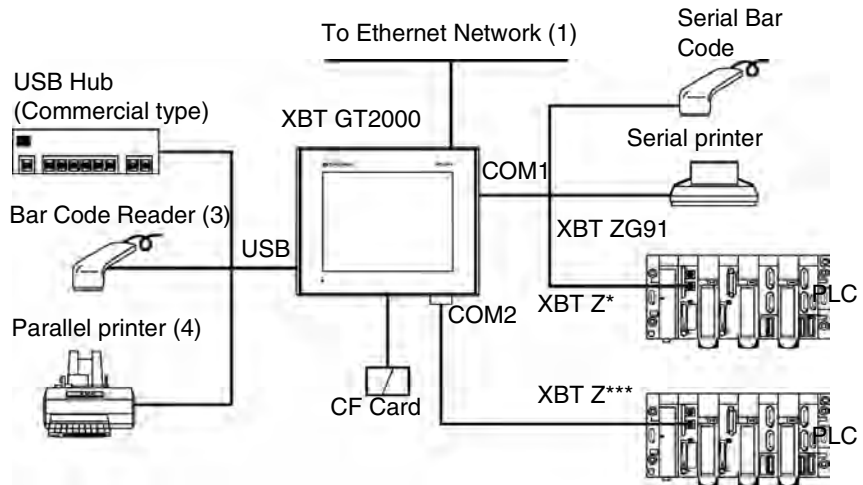 To Ethernet Network (1)
Serial Bar
Code
USB Hub
(Commercial type)
XBT GT2000
Serial printer
COM1
Bar Code Reader (3)
XBT ZG91
USB
PLC
XBT Z*
COM2
Parallel printer (4)
CF Card
XBT Z***
PLC